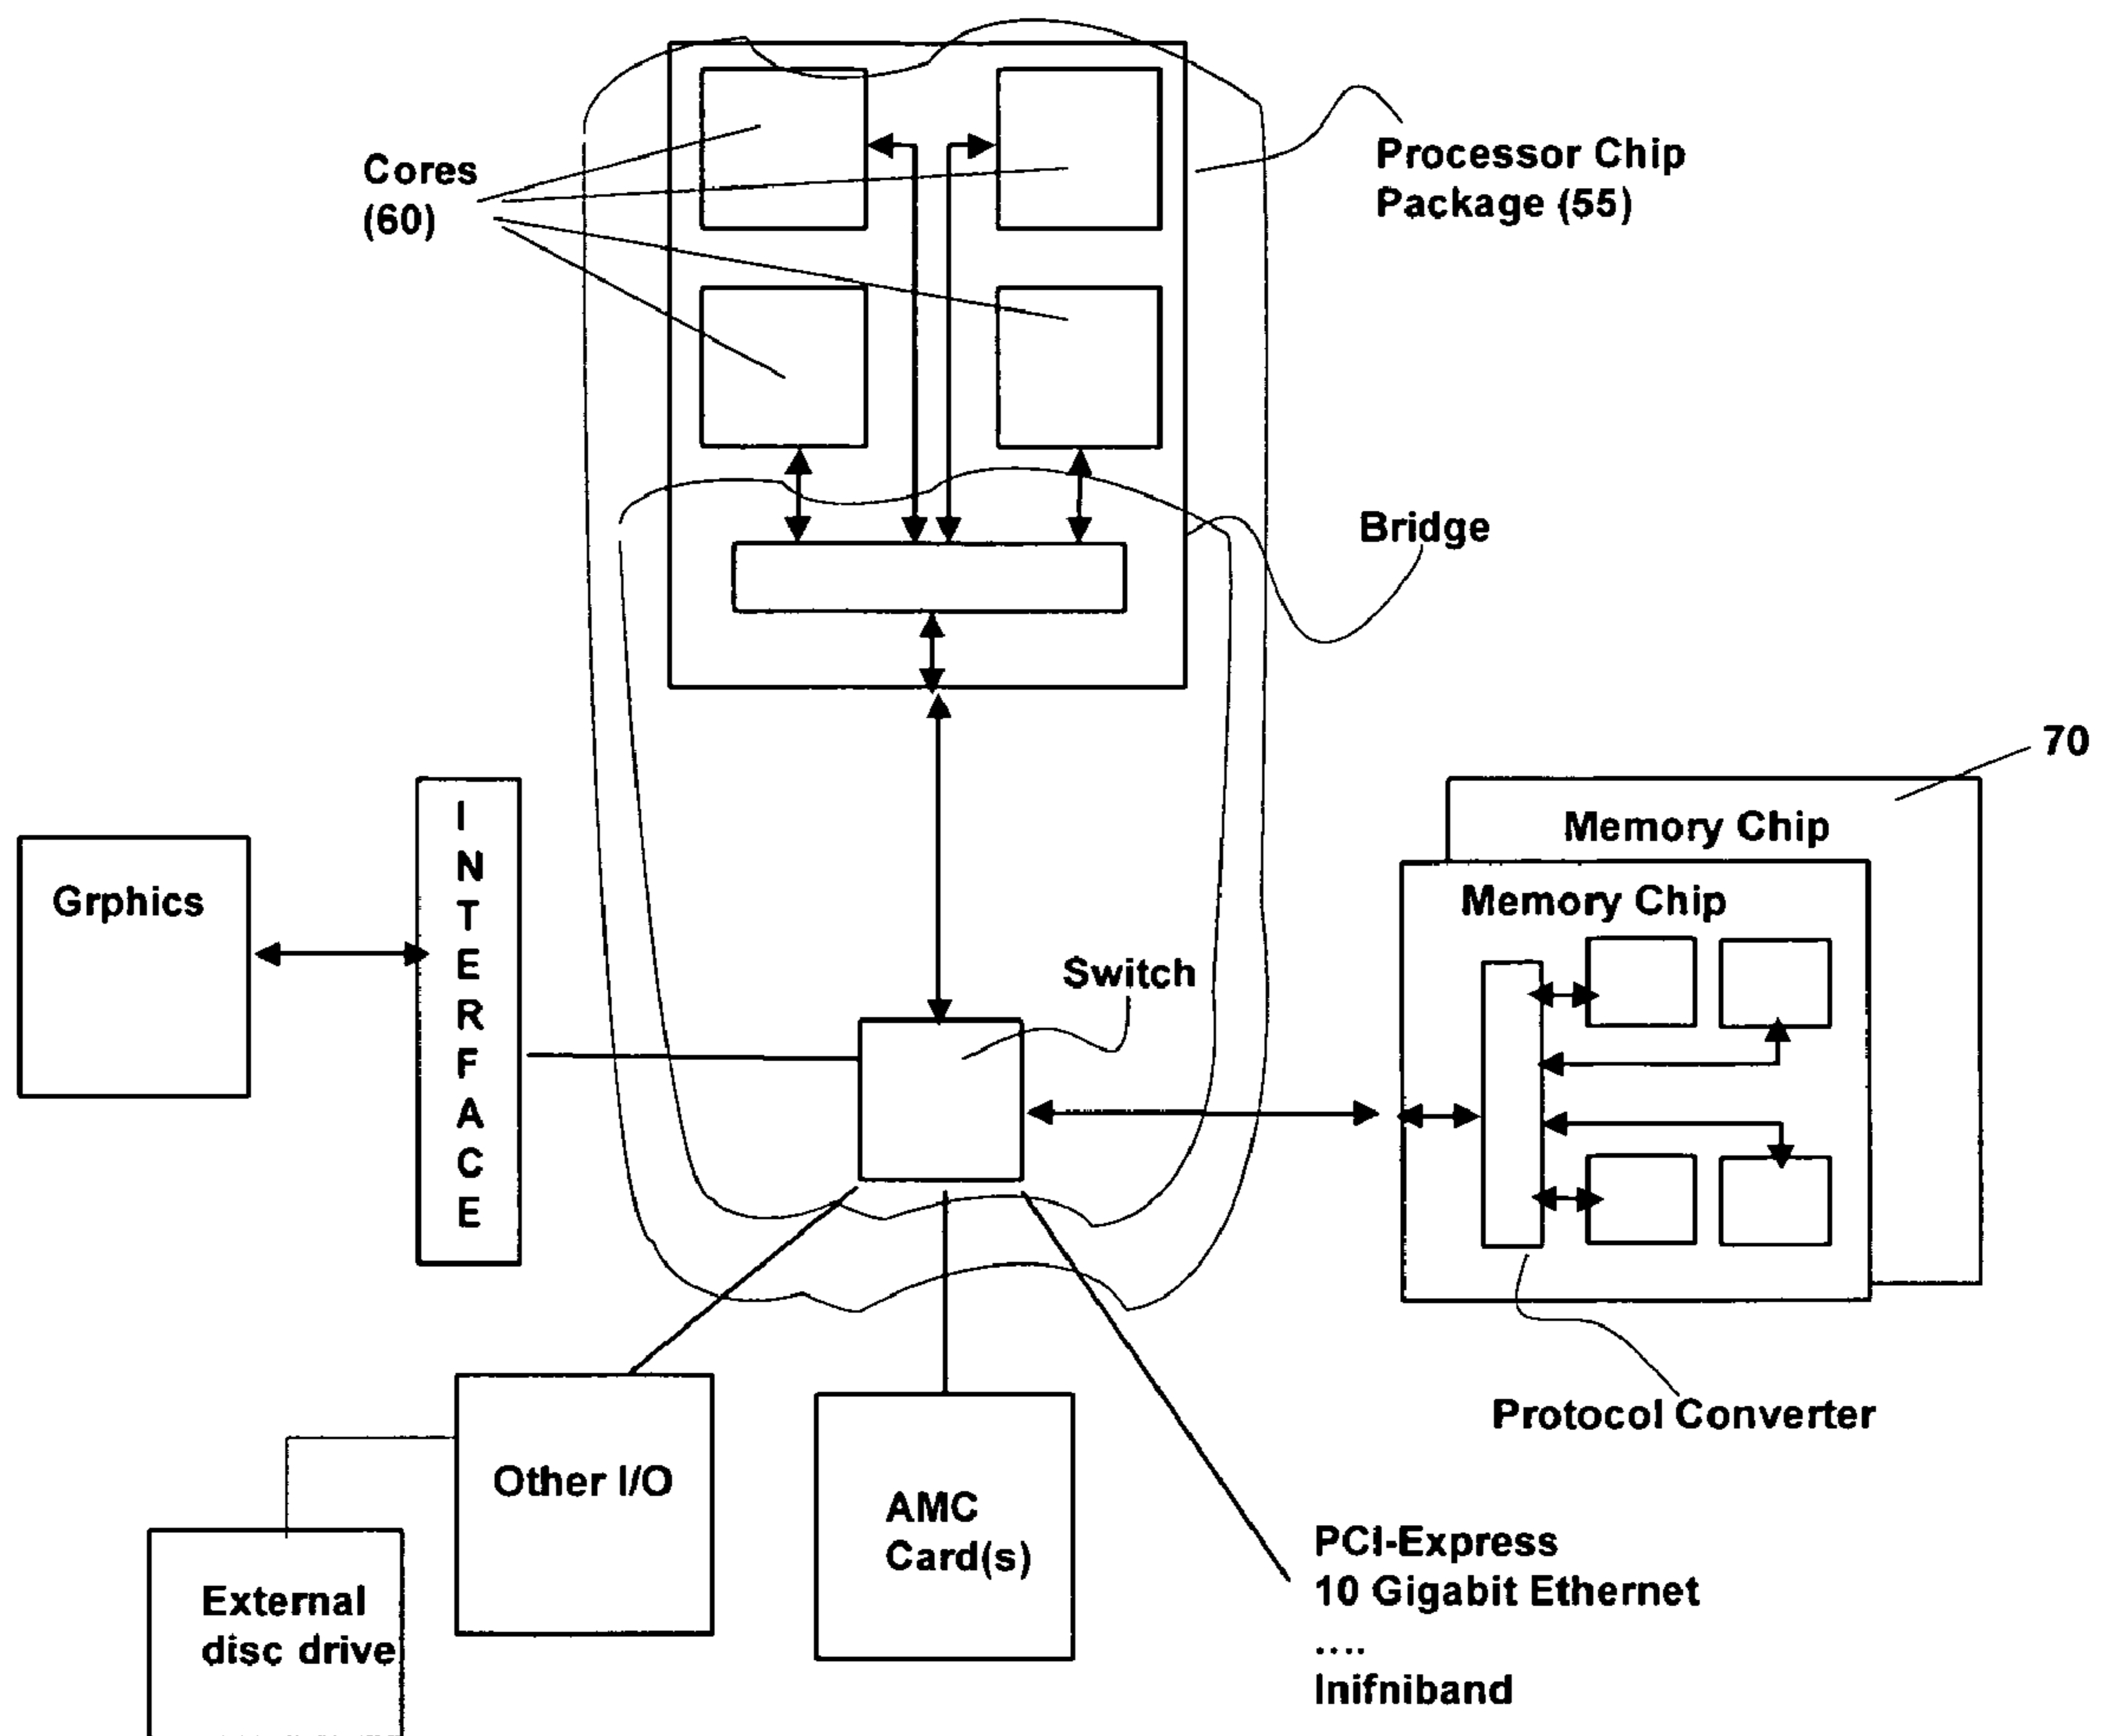 Cores
(60)
Processor Chip
Package (55)
Bridge
70
Memory Chip
Memory Chip
Grphics
I
N
T
E
R
F
A
C
E
Switch
Protocol Converter
Other I/O
AMC
Card(s)
External
disc drive
PCI-Express
10 Gigabit Ethernet
....
Inifniband